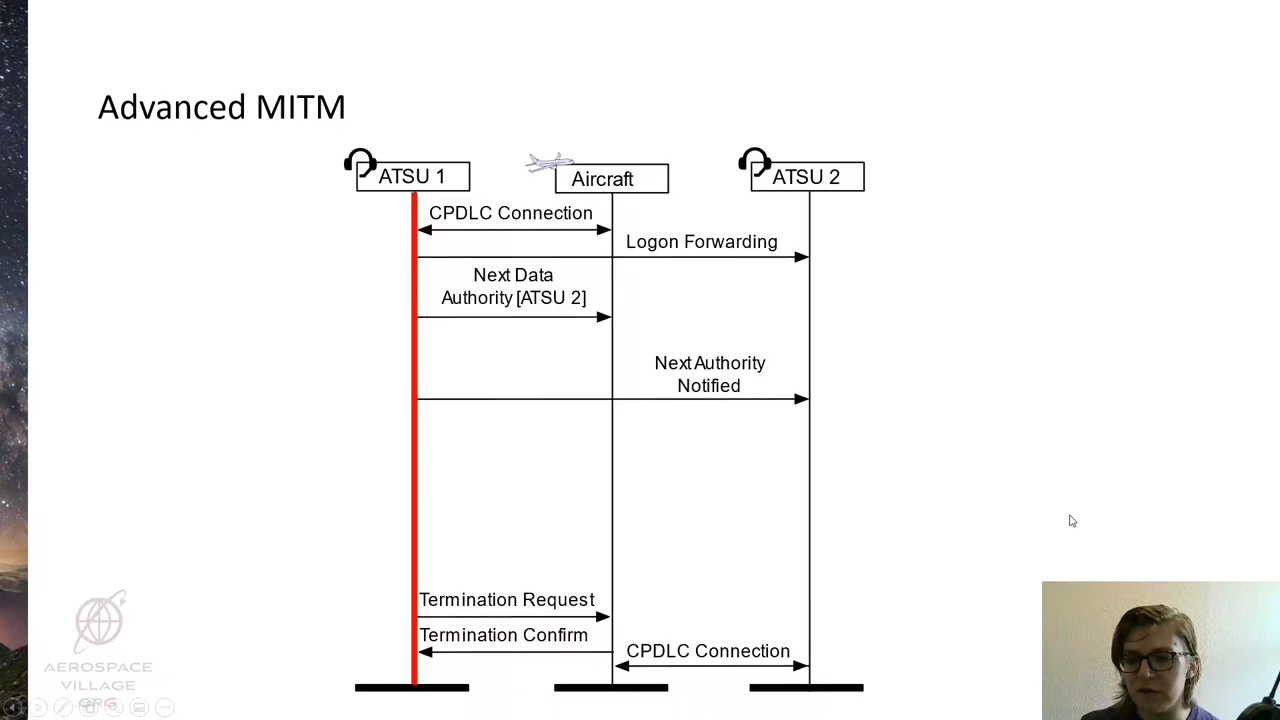 Advanced MITM
ATSU 1
Aircraft
ATSU 2
CPDLC Connection
Logon Forwarding
Next Data
Authority [ATSU 2]
Next Authority
Notified
Termination Request
Termination Confirm
CPDLC Connection
AEROSPACE
VILLAGE
.ORG